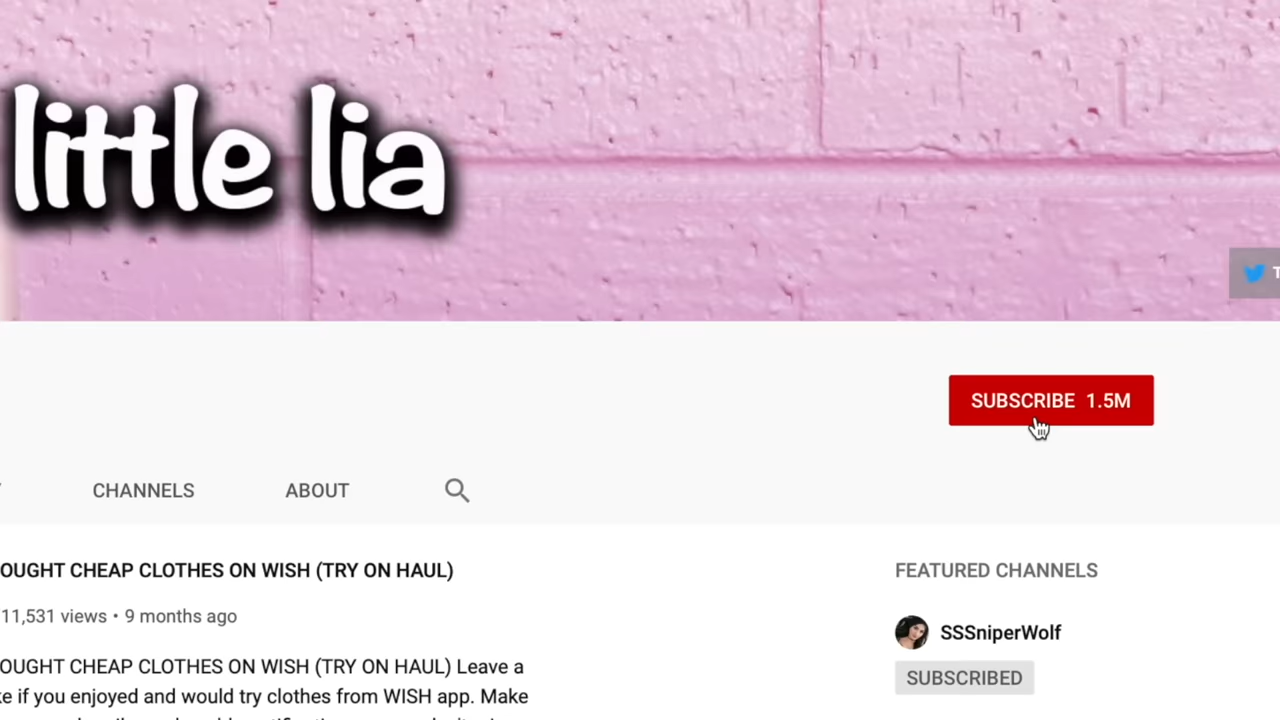 little lia
T
SUBSCRIBE 1.5M
CHANNELS
ABOUT
OUGHT CHEAP CLOTHES ON WISH (TRY ON HAUL)
11,531 views • 9 months ago
OUGHT CHEAP CLOTHES ON WISH (TRY ON HAUL) Leave a
ke if you enjoyed and would try clothes from WISH app. Make
FEATURED CHANNELS
SSSniperWolf
SUBSCRIBED